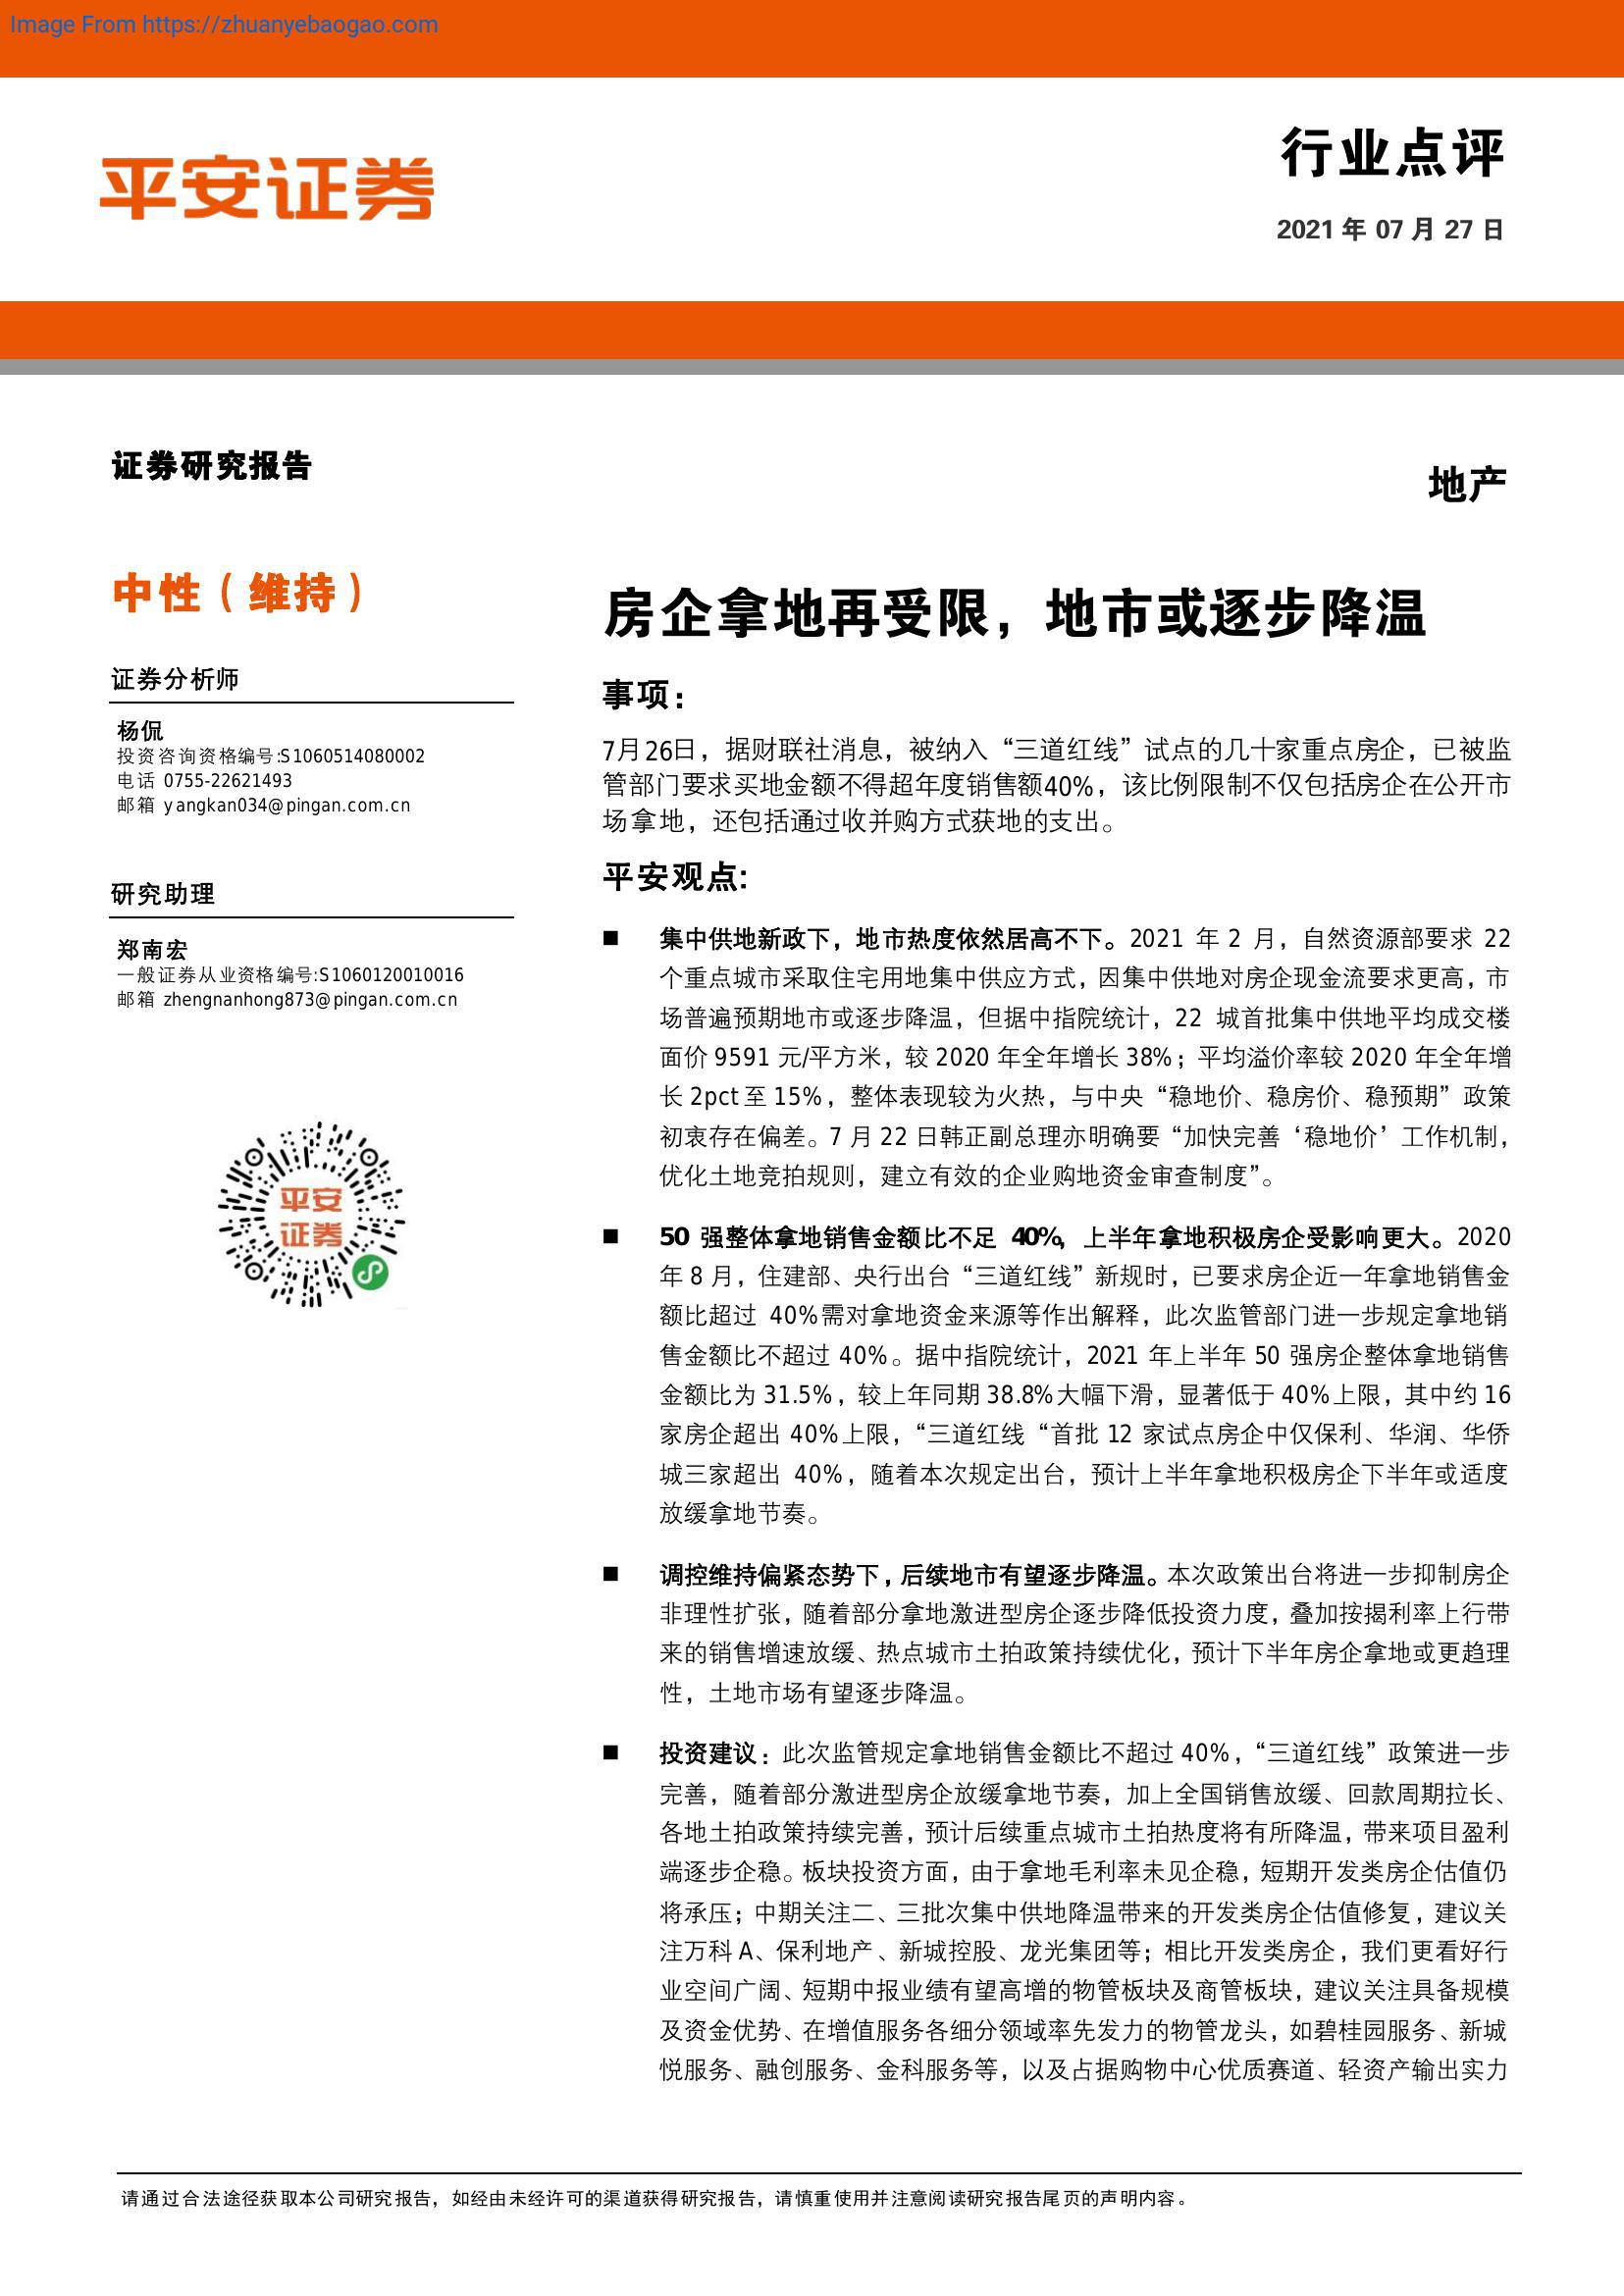 Image From https://zhuanyebaogao.com
平安证券
行业点评
2021 年 07 月 27 日
证券研究报告
地产
中性（维持）
证券分析师
杨侃
投资咨询资格编号:S1060514080002
电话 0755-22621493
邮箱 yangkan034@pingan.com.cn
研究助理
郑南宏
一般证券从业资格编号:S1060120010016
邮箱 zhengnanhong873@pingan.com.cn
平安
证券
房企拿地再受限，地市或逐步降温
事项：
7月26日，据财联社消息，被纳入“三道红线”试点的几十家重点房企，已被监
管部门要求买地金额不得超年度销售额40%，该比例限制不仅包括房企在公开市
场拿地，还包括通过收并购方式获地的支出。
平安观点:
■ 集中供地新政下，地市热度依然居高不下。2021 年 2 月，自然资源部要求 22
个重点城市采取住宅用地集中供应方式，因集中供地对房企现金流要求更高，市
场普遍预期地市或逐步降温，但据中指院统计，22 城首批集中供地平均成交楼
面价 9591 元/平方米，较 2020 年全年增长 38%；平均溢价率较 2020 年全年增
长 2pct 至 15%，整体表现较为火热，与中央“稳地价、稳房价、稳预期”政策
初衷存在偏差。7 月 22 日韩正副总理亦明确要“加快完善‘稳地价’工作机制，
优化土地竞拍规则，建立有效的企业购地资金审查制度”。
■ 50 强整体拿地销售金额比不足 40%，上半年拿地积极房企受影响更大。2020
年 8 月，住建部、央行出台“三道红线”新规时，已要求房企近一年拿地销售金
额比超过 40%需对拿地资金来源等作出解释，此次监管部门进一步规定拿地销
售金额比不超过 40%。据中指院统计，2021 年上半年 50 强房企整体拿地销售
金额比为 31.5%，较上年同期 38.8%大幅下滑，显著低于 40%上限，其中约 16
家房企超出 40%上限，“三道红线“首批 12 家试点房企中仅保利、华润、华侨
城三家超出 40%，随着本次规定出台，预计上半年拿地积极房企下半年或适度
放缓拿地节奏。
■ 调控维持偏紧态势下，后续地市有望逐步降温。本次政策出台将进一步抑制房企
非理性扩张，随着部分拿地激进型房企逐步降低投资力度，叠加按揭利率上行带
来的销售增速放缓、热点城市土拍政策持续优化，预计下半年房企拿地或更趋理
性，土地市场有望逐步降温。
■ 投资建议：此次监管规定拿地销售金额比不超过 40%，“三道红线”政策进一步
完善，随着部分激进型房企放缓拿地节奏，加上全国销售放缓、回款周期拉长、
各地土拍政策持续完善，预计后续重点城市土拍热度将有所降温，带来项目盈利
端逐步企稳。板块投资方面，由于拿地毛利率未见企稳，短期开发类房企估值仍
将承压；中期关注二、三批次集中供地降温带来的开发类房企估值修复，建议关
注万科 A、保利地产、新城控股、龙光集团等；相比开发类房企，我们更看好行
业空间广阔、短期中报业绩有望高增的物管板块及商管板块，建议关注具备规模
及资金优势、在增值服务各细分领域率先发力的物管龙头，如碧桂园服务、新城
悦服务、融创服务、金科服务等，以及占据购物中心优质赛道、轻资产输出实力
请通过合法途径获取本公司研究报告，如经由未经许可的渠道获得研究报告，请慎重使用并注意阅读研究报告尾页的声明内容。